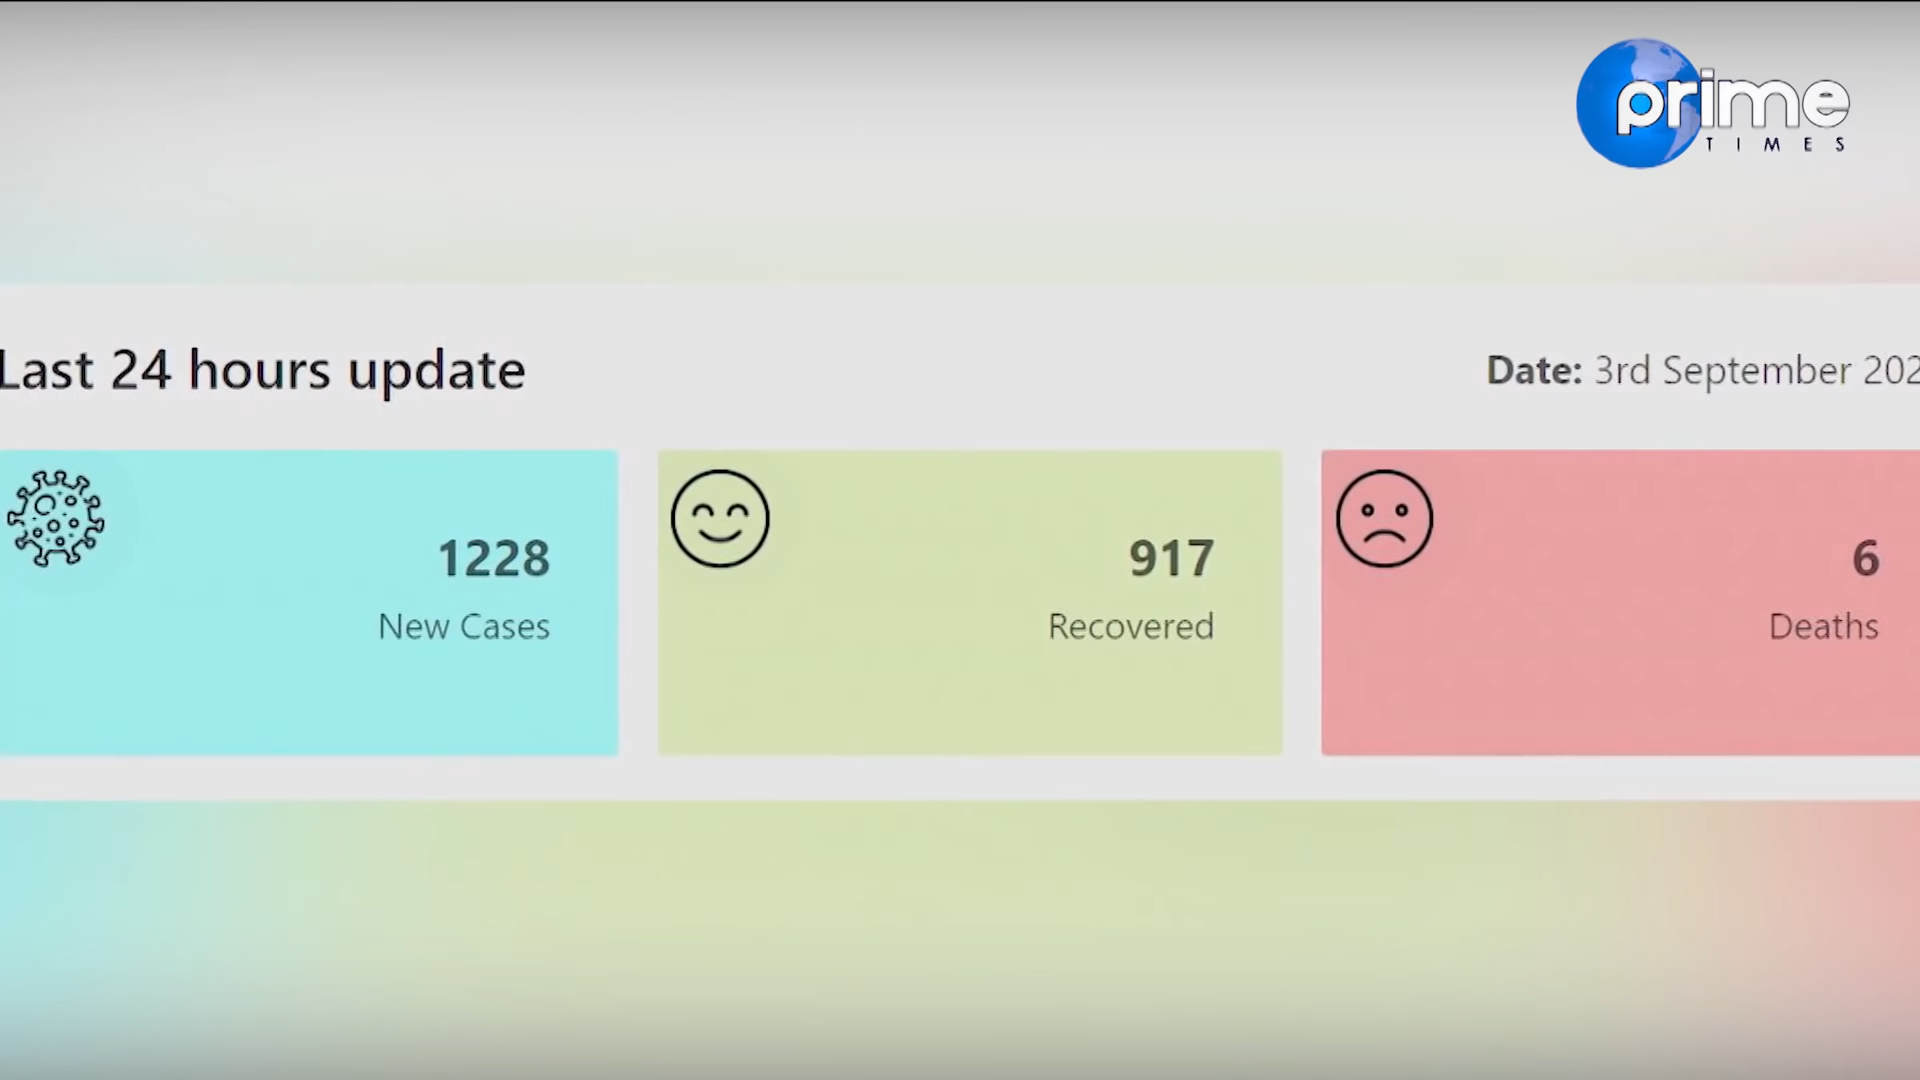 prime
TIMES
Last 24 hours update
Date: 3rd September 202
1228
New Cases
917
Recovered
6
Deaths